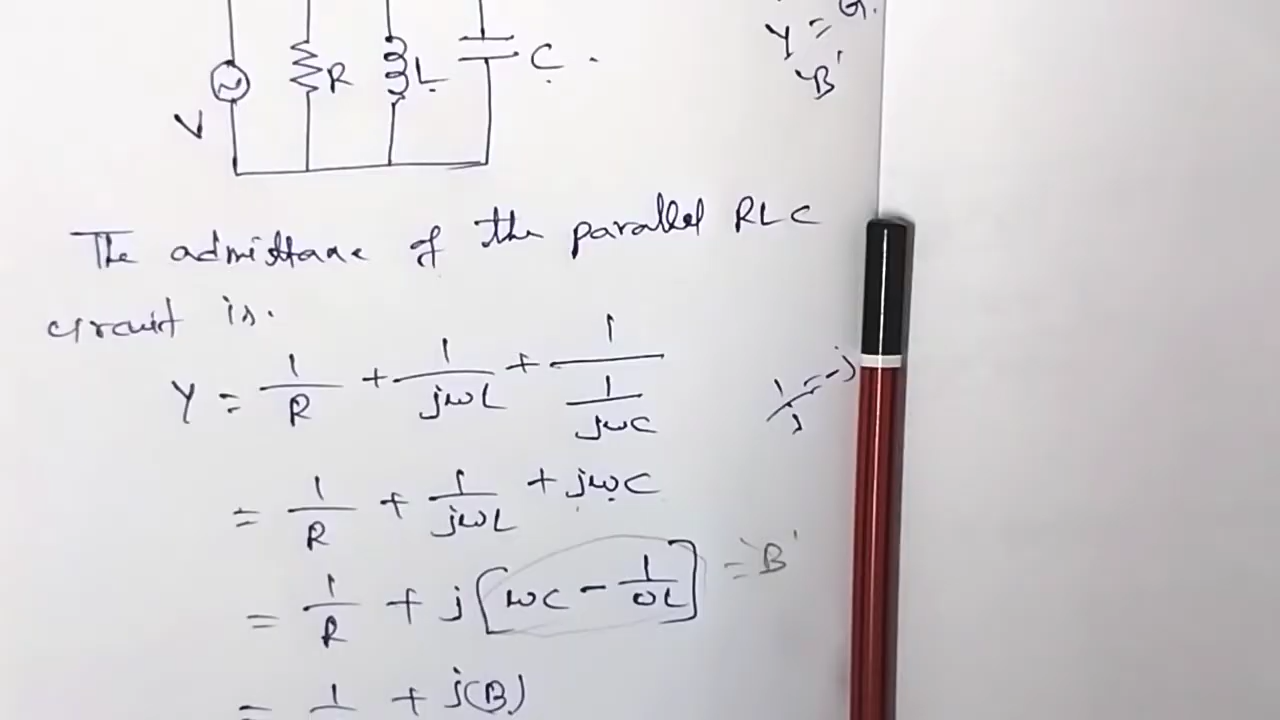 Y = G.
'B'
V
R
L
C.
The admittance of the parallel RLC
circuit is.
Y = 1/R + 1/jωL + 1/(1/jωC)
1/j = -j
= 1/R + 1/jωL + jωC
= 1/R + j[ωC - 1/ωL] = 'B'
= 1 + j(B)